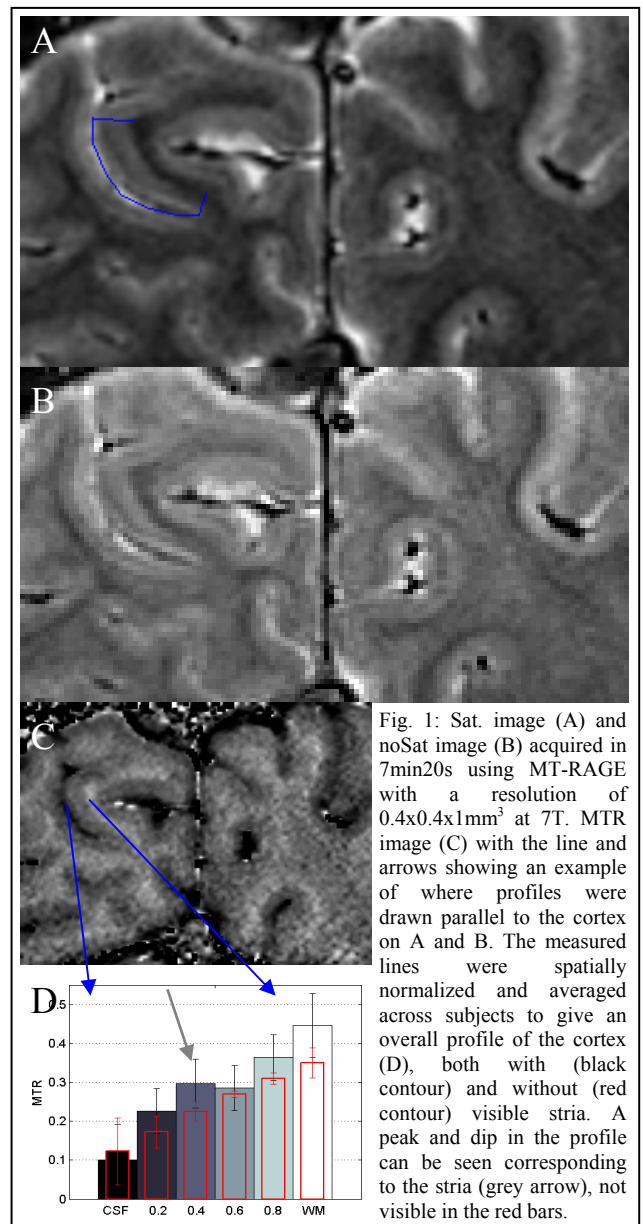 A
B
C
Fig. 1: Sat. image (A) and
noSat image (B) acquired in
7min20s using MT-RAGE
with a resolution of
0.4x0.4x1mm³ at 7T. MTR
image (C) with the line and
arrows showing an example
of where profiles were
drawn parallel to the cortex
on A and B. The measured
lines were spatially
normalized and averaged
across subjects to give an
overall profile of the cortex
(D), both with (black
contour) and without (red
contour) visible stria. A
peak and dip in the profile
can be seen corresponding
to the stria (grey arrow), not
visible in the red bars.
D
0.5
0.4
0.3
0.2
0.1
0
MTR
CSF 0.2 0.4 0.6 0.8 WM